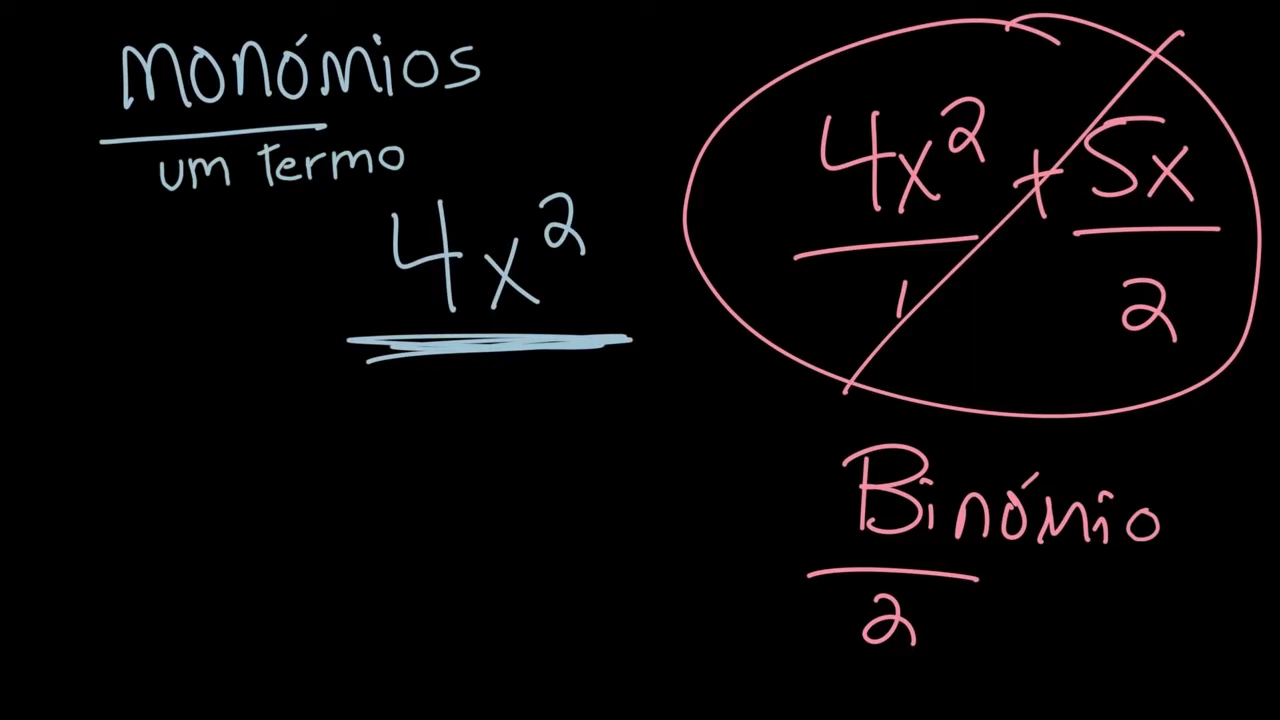 monómios
um termo
4x²
4x² + 5x
1 2
Binómio
2